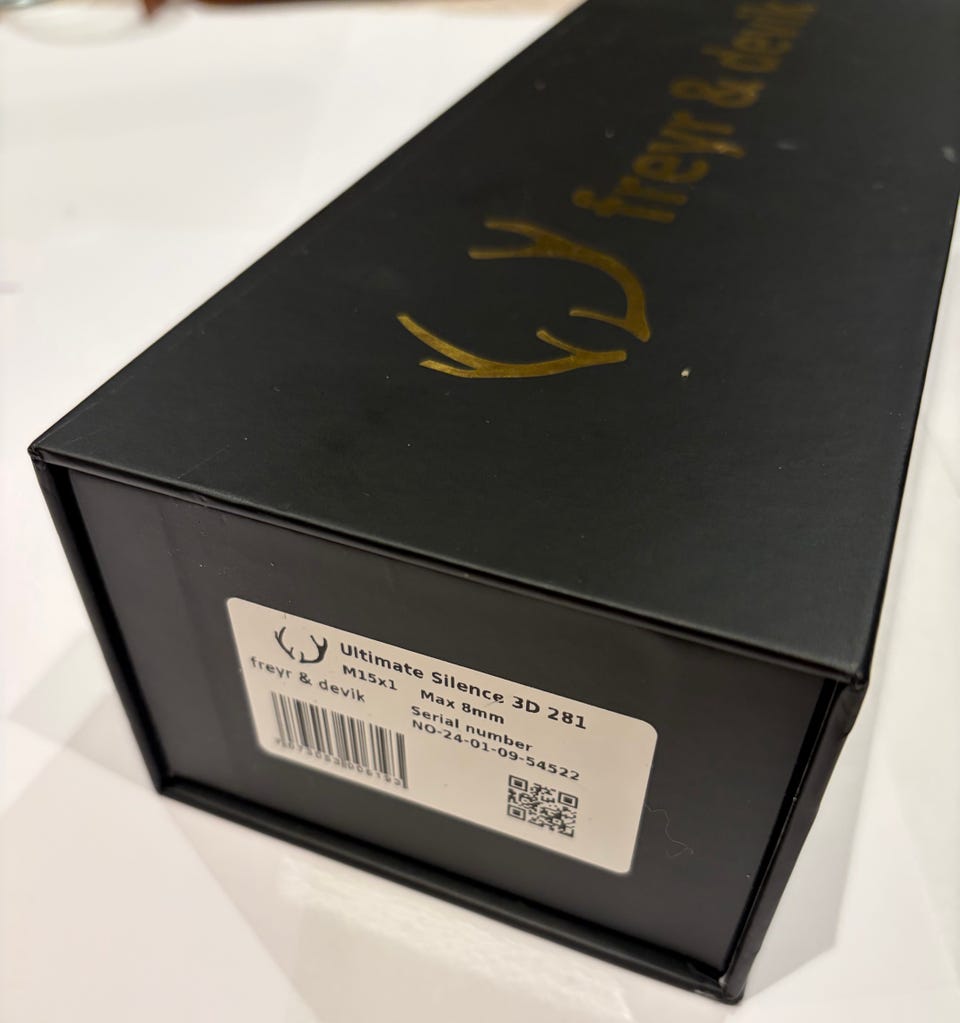 freyr & devik
Ultimate Silence 3D 281
freyr & devik
M15x1 Max 8mm
Serial number
NO-24-01-09-54522